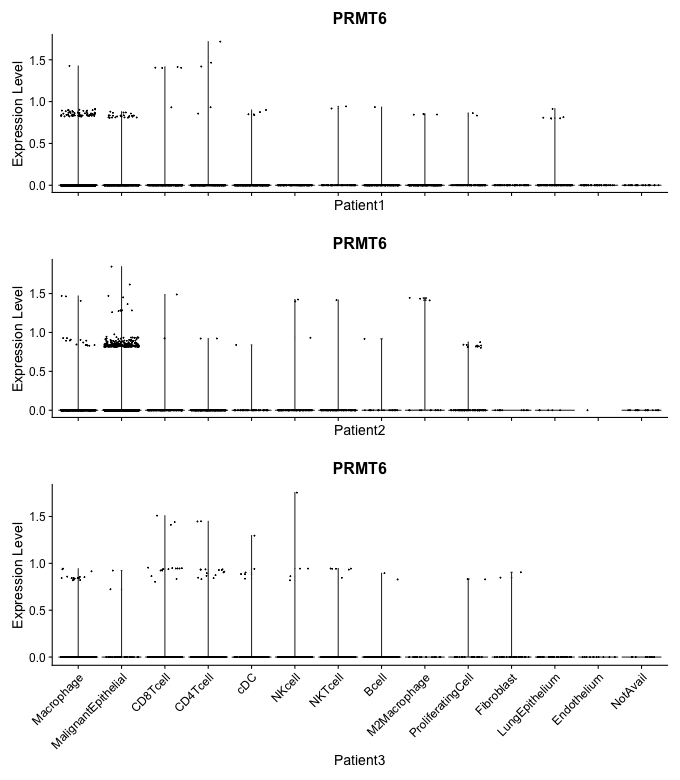 PRMT6
Expression Level
1.5
1.0
0.5
0.0
Patient1
PRMT6
Expression Level
1.5
1.0
0.5
0.0
Patient2
PRMT6
Expression Level
1.5
1.0
0.5
0.0
Macrophage
MalignantEpithelial
CD8Tcell
CD4Tcell
cDC
NKcell
NKTcell
Bcell
M2Macrophage
ProliferatingCell
Fibroblast
LungEpithelium
Endothelium
NotAvail
Patient3